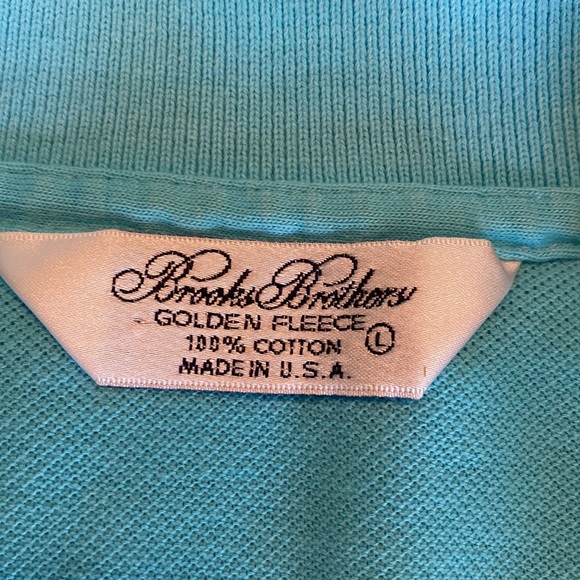 Brooks Brothers
GOLDEN FLEECE Ⓛ
100% COTTON
MADE IN U.S.A.